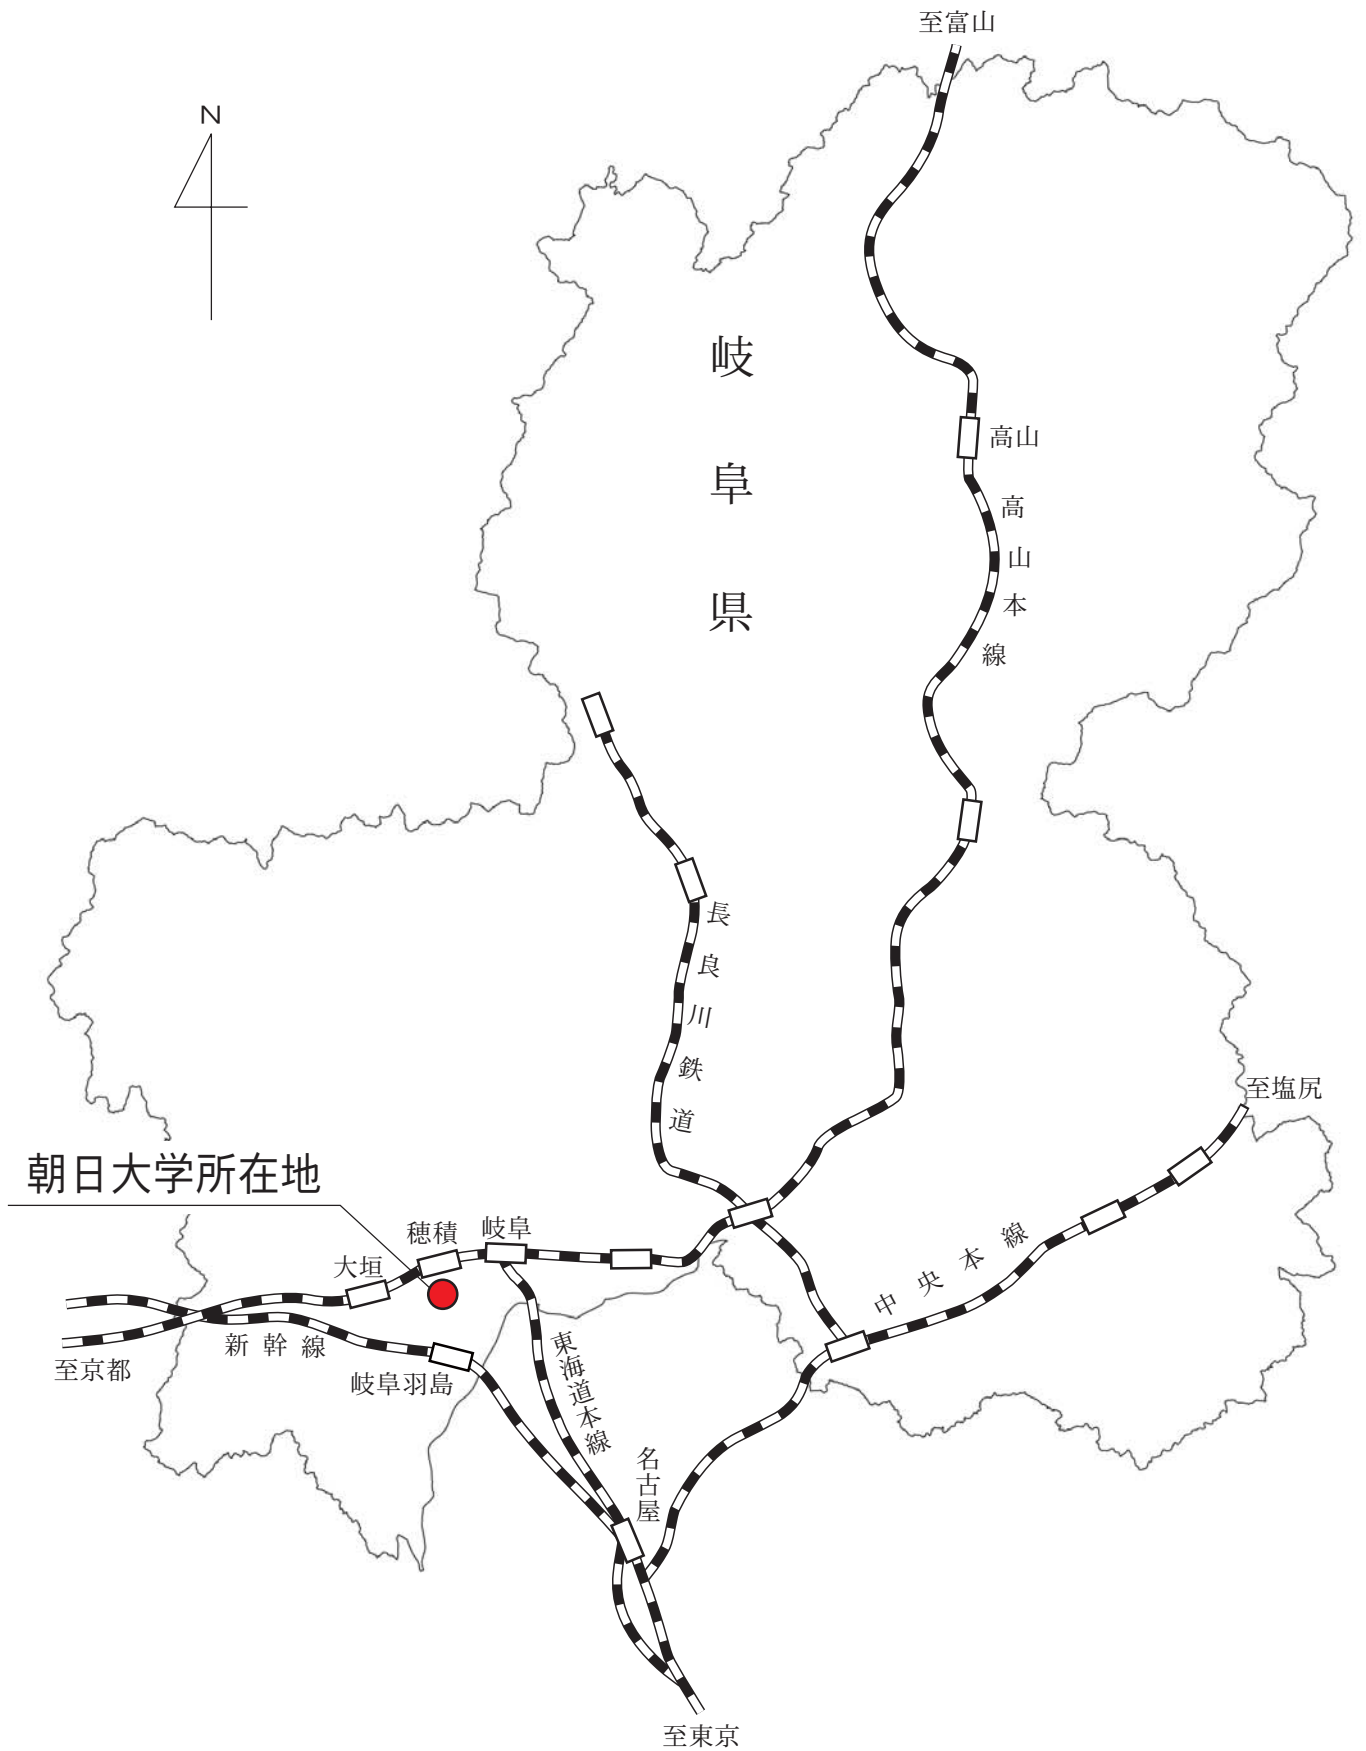 至富山
N
岐阜県
高山
高山本線
長良川鉄道
至塩尻
朝日大学所在地
穂積
岐阜
大垣
中央本線
新幹線
至京都
岐阜羽島
東海道本線
名古屋
至東京